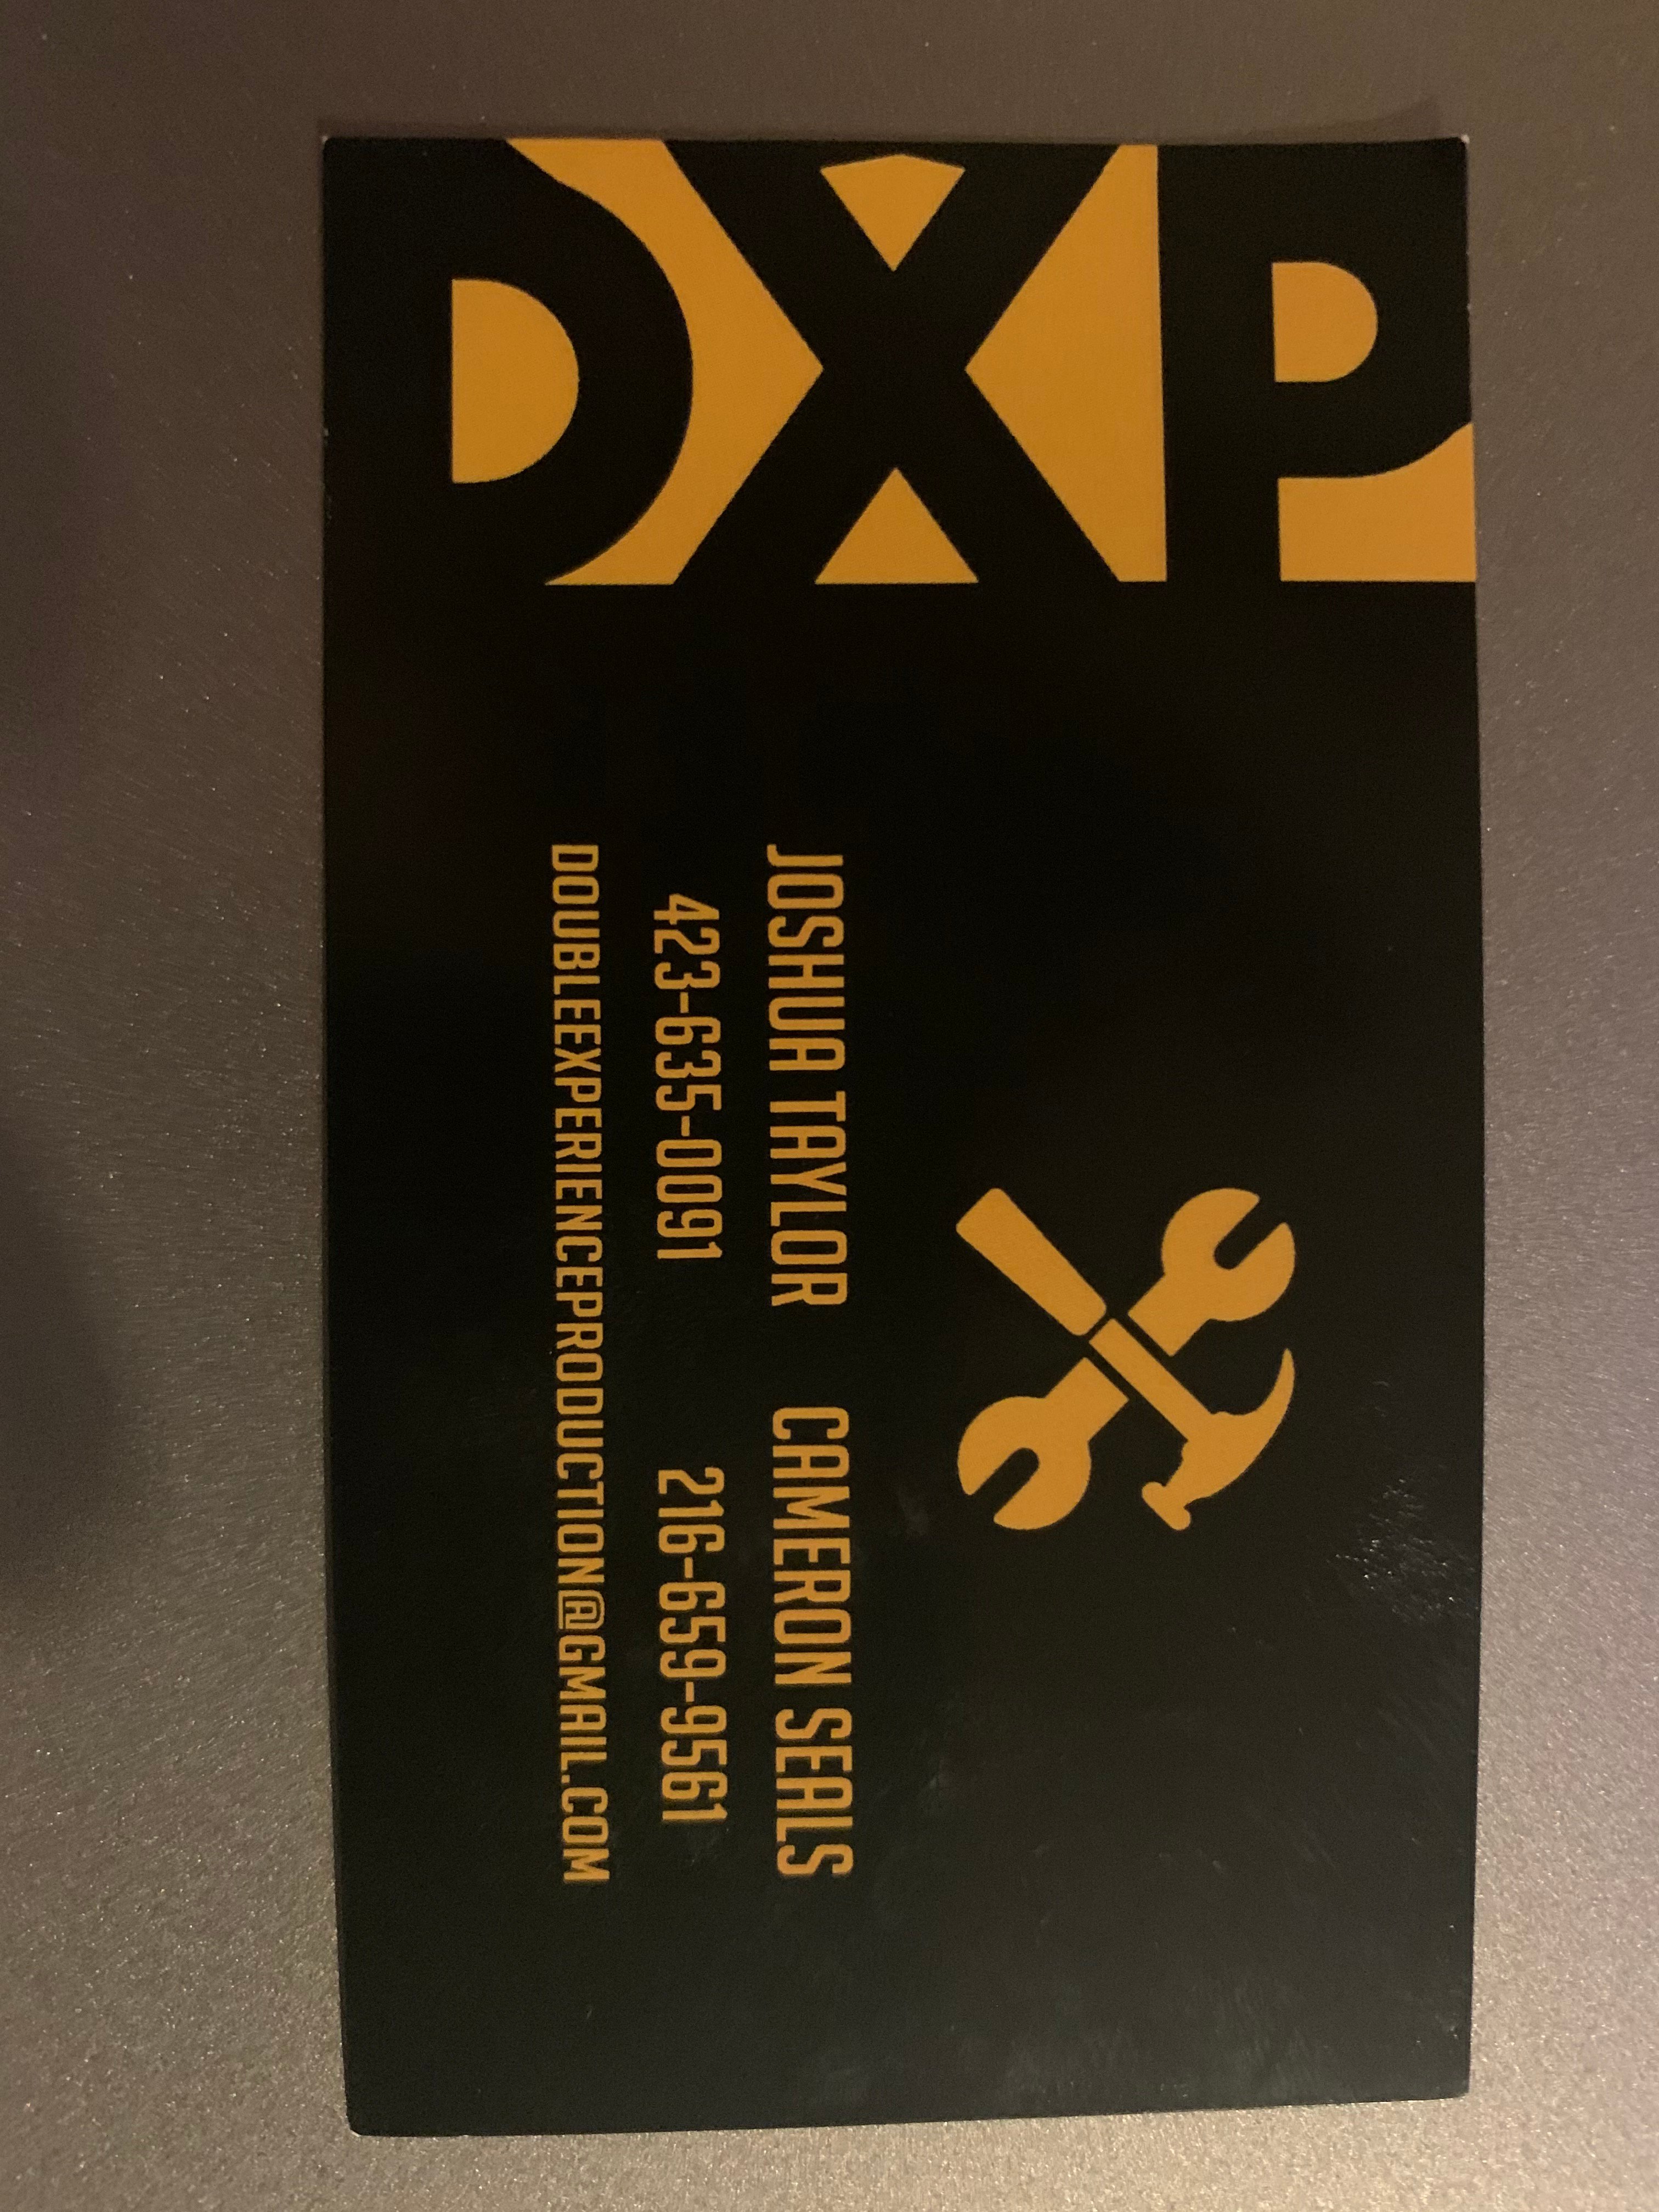 DXP
JOSHUA TAYLOR CAMERON SEALS
423-635-0091 216-659-9561
DOUBLEEXPERIENCEPRODUCTION@GMAIL.COM